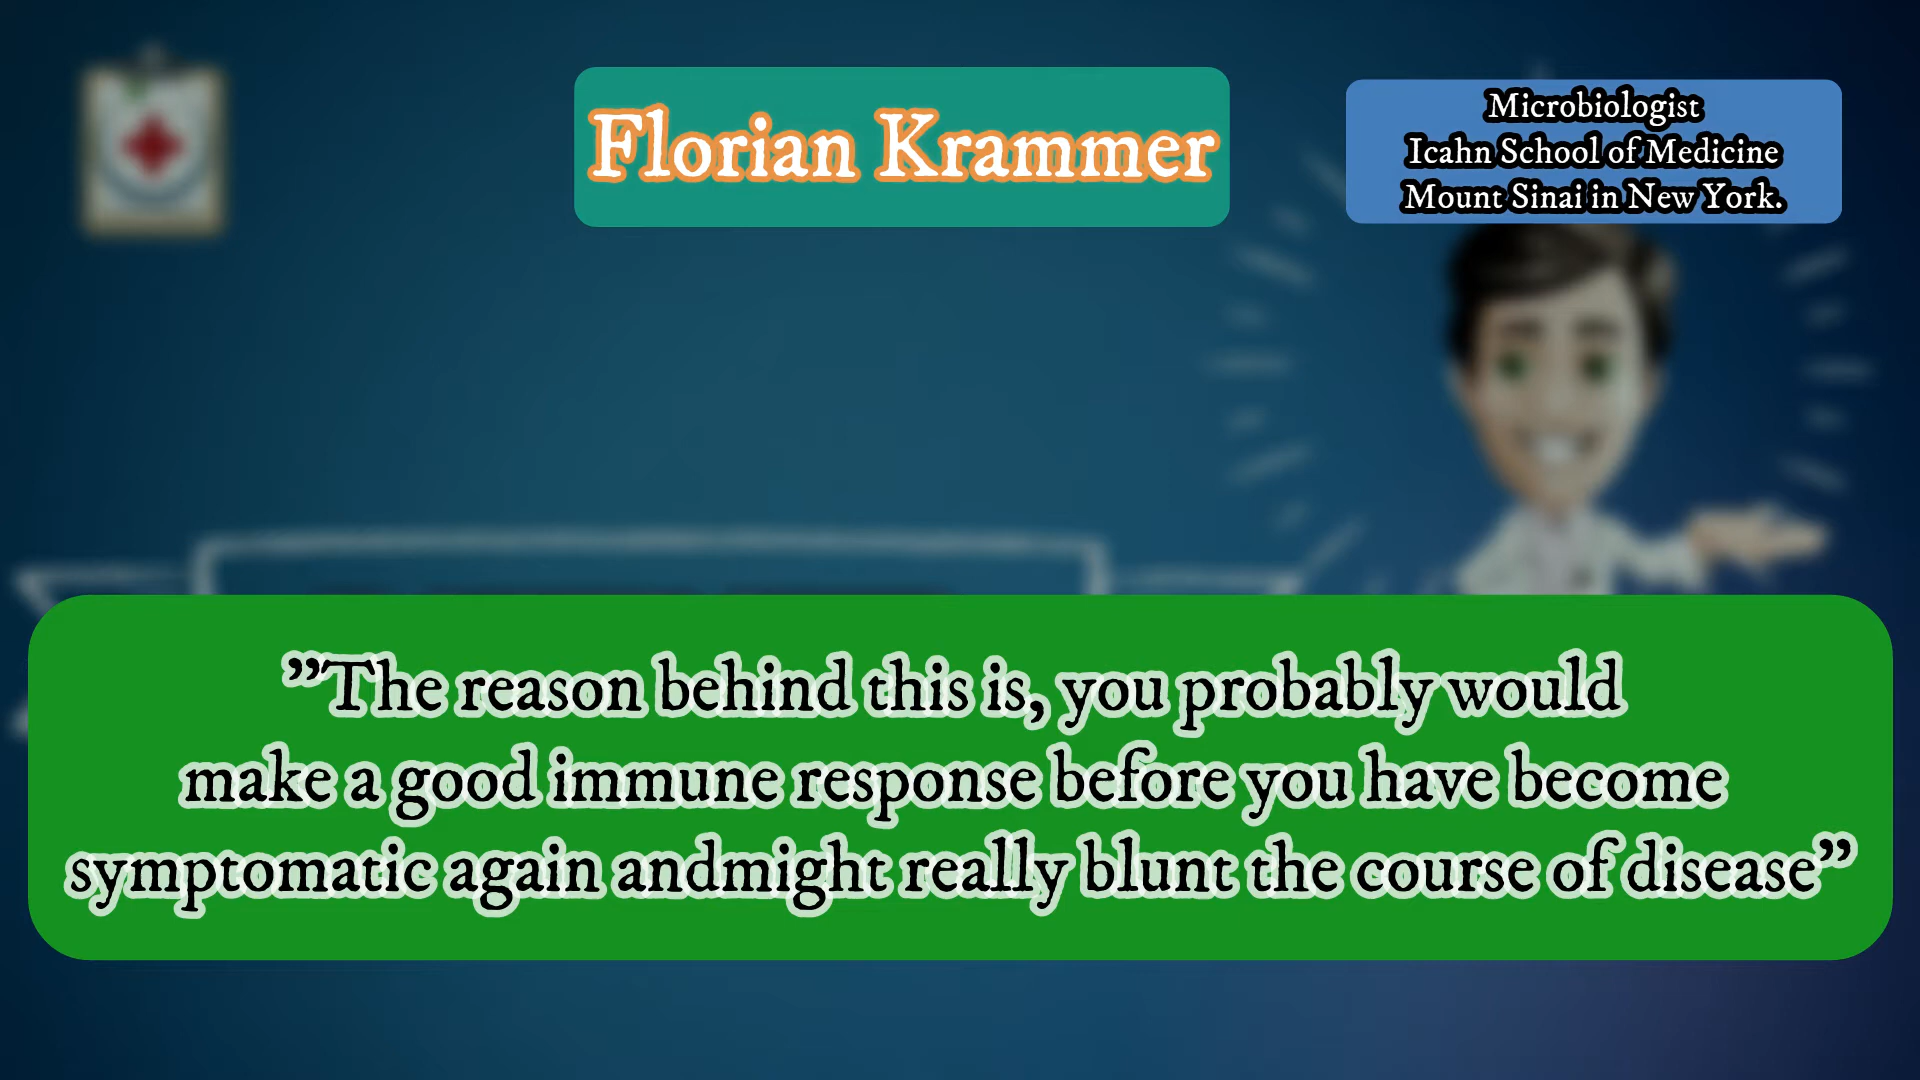 Florian Krammer
Microbiologist
Icahn School of Medicine
Mount Sinai in New York.
”The reason behind this is, you probably would
make a good immune response before you have become
symptomatic again andmight really blunt the course of disease”